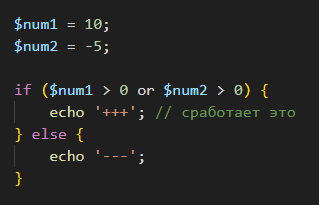 $num1 = 10;
$num2 = -5;

if ($num1 > 0 or $num2 > 0) {
    echo '+++'; // сработает это
} else {
    echo '---';
}